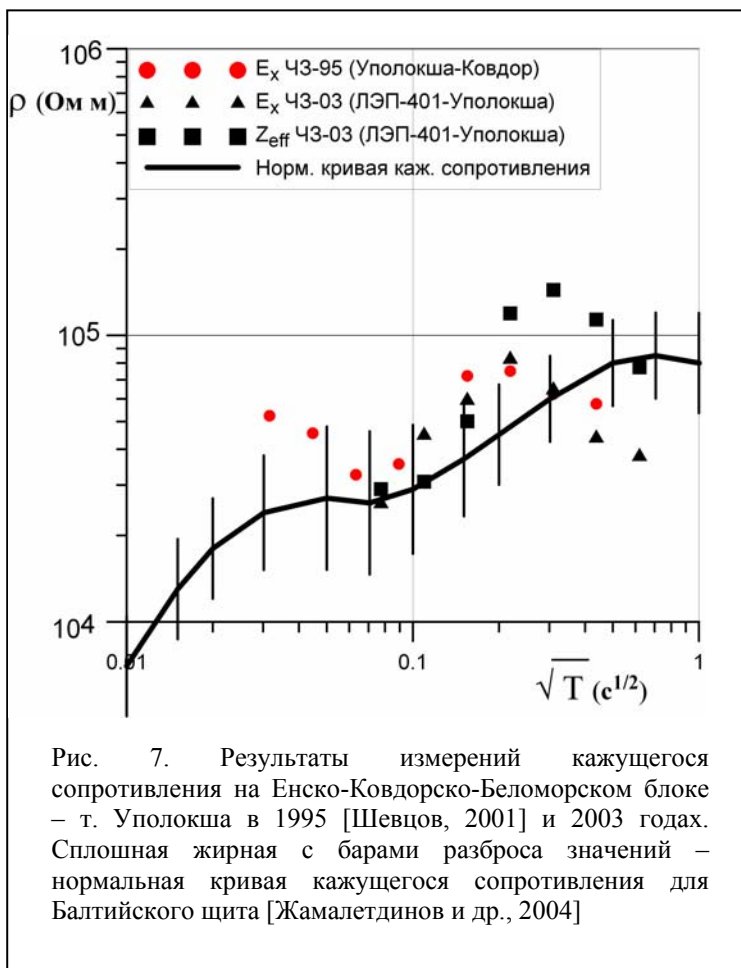 10⁶
ρ (Ом м)
Eₓ ЧЗ-95 (Уполокша-Ковдор)
Eₓ ЧЗ-03 (ЛЭП-401-Уполокша)
Z_eff ЧЗ-03 (ЛЭП-401-Уполокша)
Норм. кривая каж. сопротивления
10⁵
10⁴
0.01 0.1 1
√T (c^1/2)
Рис. 7. Результаты измерений кажущегося
сопротивления на Енско-Ковдорско-Беломорском блоке
– т. Уполокша в 1995 [Шевцов, 2001] и 2003 годах.
Сплошная жирная с барами разброса значений –
нормальная кривая кажущегося сопротивления для
Балтийского щита [Жамалетдинов и др., 2004]